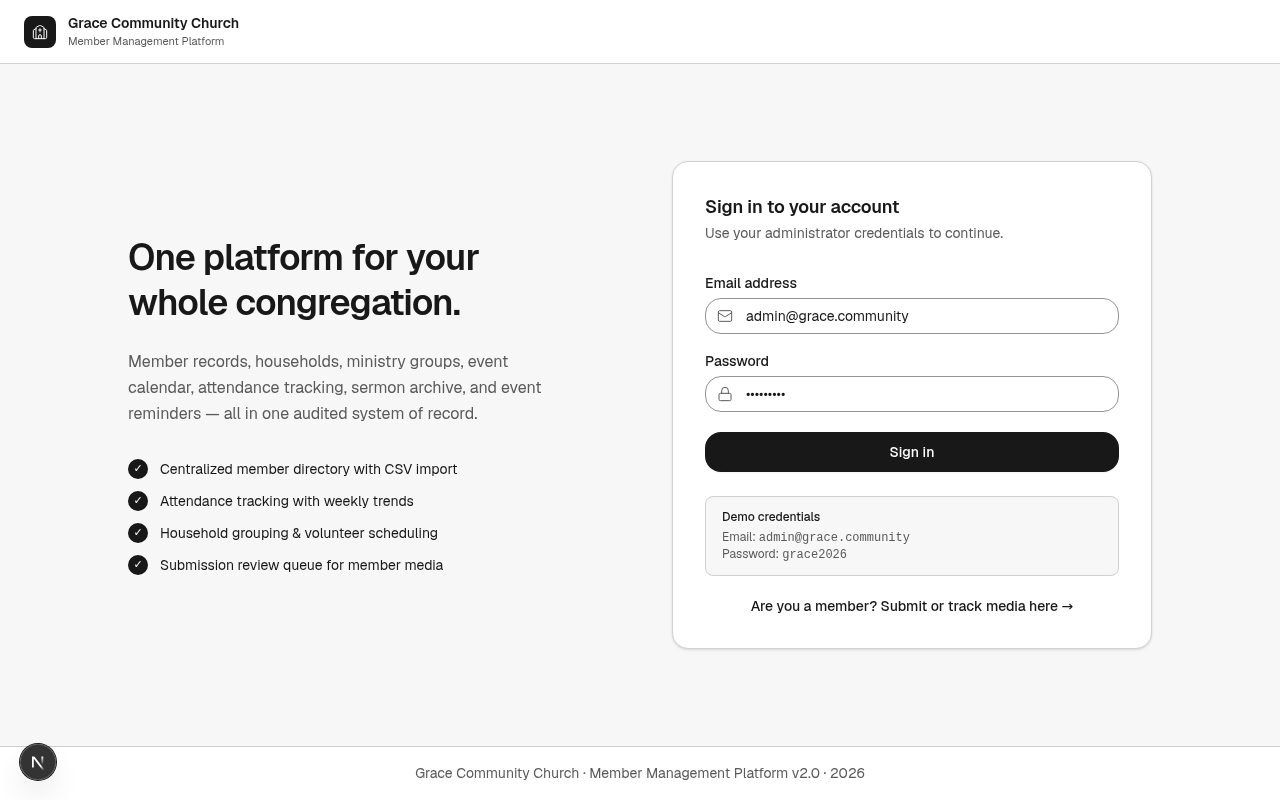 Grace Community Church
Member Management Platform
One platform for your
whole congregation.
Member records, households, ministry groups, event
calendar, attendance tracking, sermon archive, and event
reminders — all in one audited system of record.
✓ Centralized member directory with CSV import
✓ Attendance tracking with weekly trends
✓ Household grouping & volunteer scheduling
✓ Submission review queue for member media
Sign in to your account
Use your administrator credentials to continue.
Email address
admin@grace.community
Password
•••••••••
Sign in
Demo credentials
Email: admin@grace.community
Password: grace2026
Are you a member? Submit or track media here →
N
Grace Community Church · Member Management Platform v2.0 · 2026